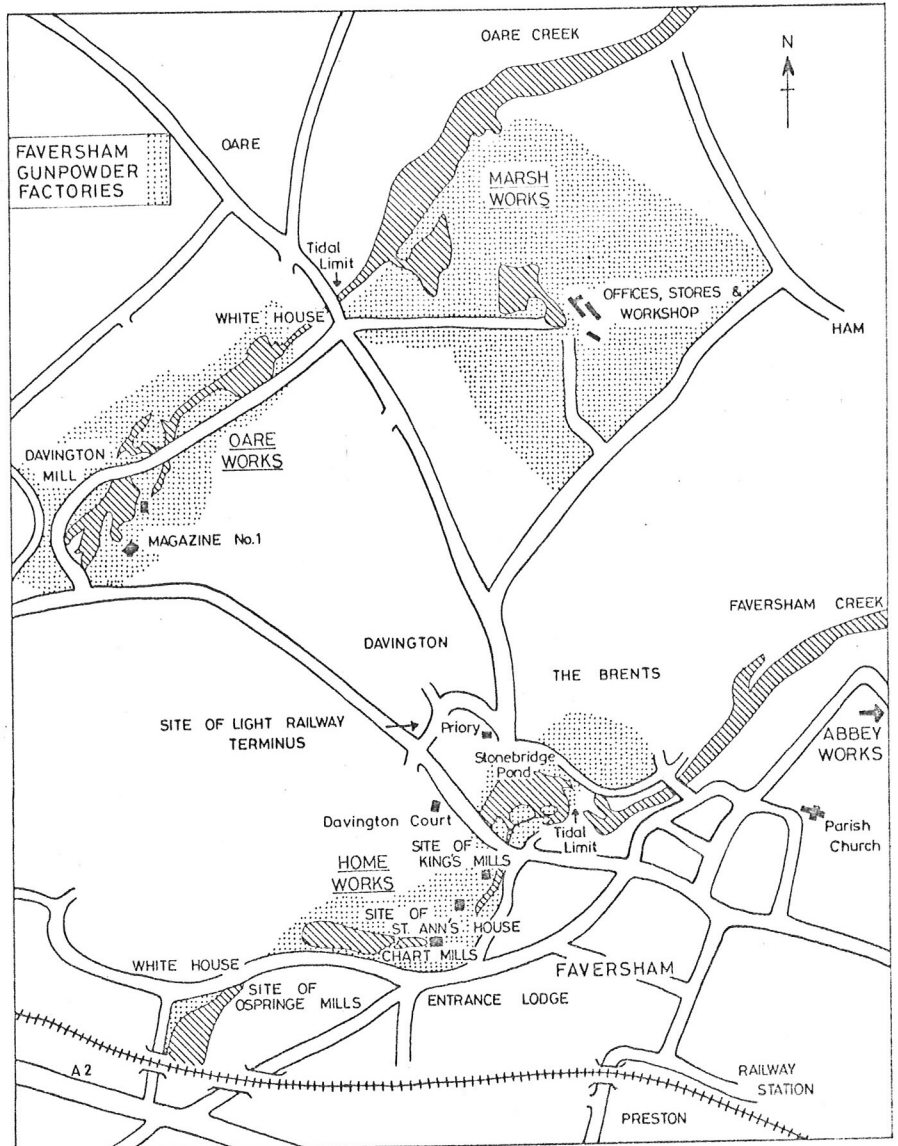 OARE CREEK
N
OARE
FAVERSHAM
GUNPOWDER
FACTORIES
MARSH
WORKS
Tidal
Limit
OFFICES, STORES &
WORKSHOP
WHITE HOUSE
HAM
DAVINGTON
MILL
OARE
WORKS
MAGAZINE No.1
FAVERSHAM CREEK
DAVINGTON
THE BRENTS
SITE OF LIGHT RAILWAY
TERMINUS
Priory
ABBEY
WORKS
Stonebridge
Pond
Davington Court
Tidal
Limit
Parish
Church
SITE OF
KING'S MILLS
HOME
WORKS
SITE OF
ST. ANN'S HOUSE
CHART MILLS
WHITE HOUSE
FAVERSHAM
SITE OF
OSPRINGE MILLS
ENTRANCE LODGE
A2
RAILWAY
STATION
PRESTON